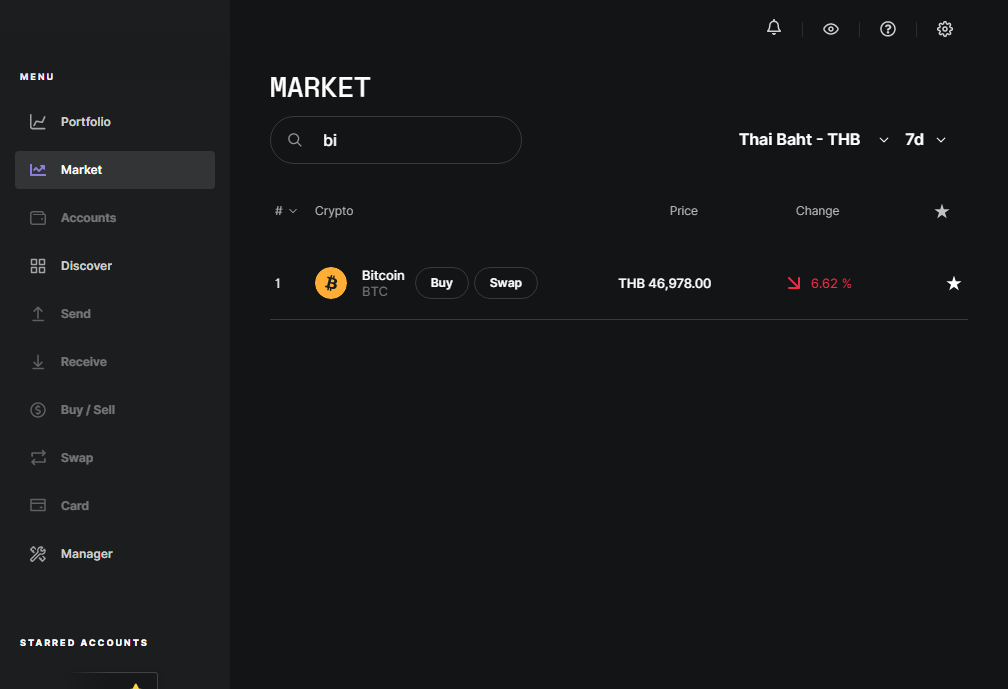 MENU
Portfolio
Market
Accounts
Discover
Send
Receive
Buy / Sell
Swap
Card
Manager
STARRED ACCOUNTS
MARKET
bi
Thai Baht - THB 7d
# Crypto Price Change
1 Bitcoin BTC Buy Swap THB 46,978.00 6.62 %